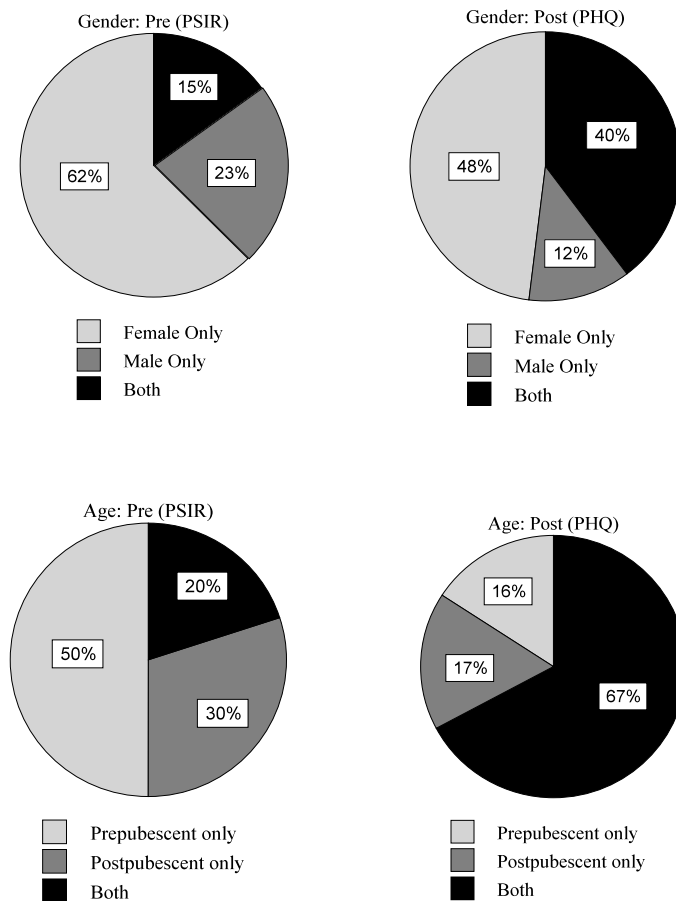 Gender: Pre (PSIR)
15%
23%
62%
Female Only
Male Only
Both
Gender: Post (PHQ)
40%
48%
12%
Female Only
Male Only
Both
Age: Pre (PSIR)
20%
50%
30%
Prepubescent only
Postpubescent only
Both
Age: Post (PHQ)
16%
17%
67%
Prepubescent only
Postpubescent only
Both